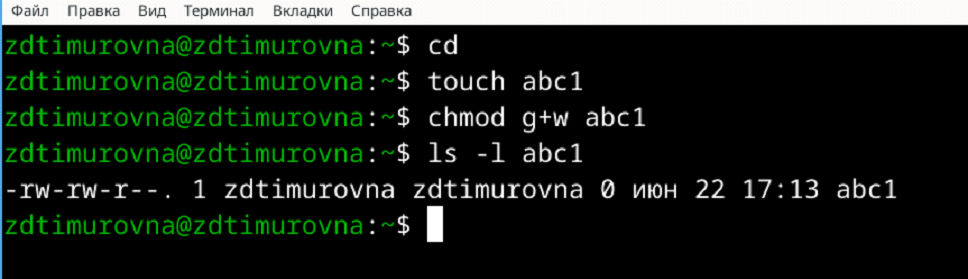 Файл Правка Вид Терминал Вкладки Справка
zdtimurovna@zdtimurovna:~$ cd
zdtimurovna@zdtimurovna:~$ touch abc1
zdtimurovna@zdtimurovna:~$ chmod g+w abc1
zdtimurovna@zdtimurovna:~$ ls -l abc1
-rw-rw-r--. 1 zdtimurovna zdtimurovna 0 июн 22 17:13 abc1
zdtimurovna@zdtimurovna:~$